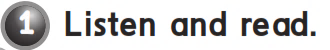 1 Listen and read.